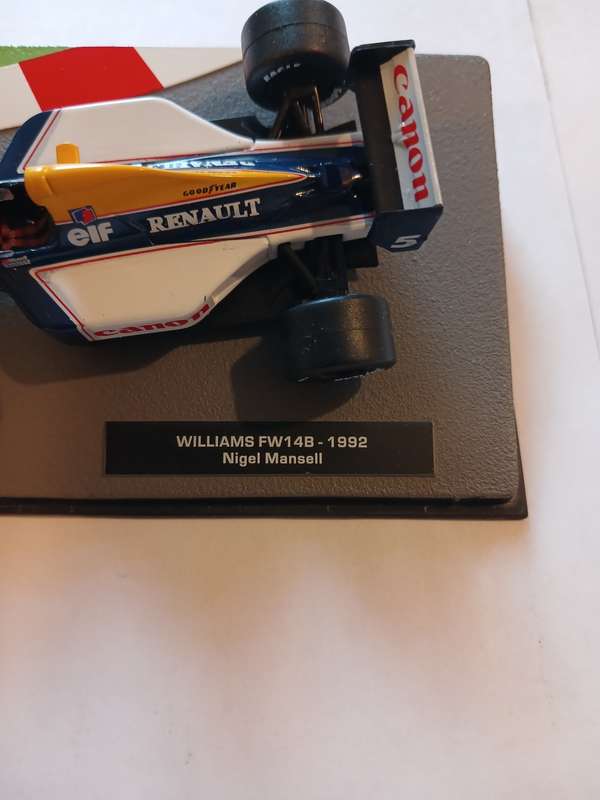 Canon
GOODYEAR
RENAULT
elf
5
canon
WILLIAMS FW14B - 1992
Nigel Mansell